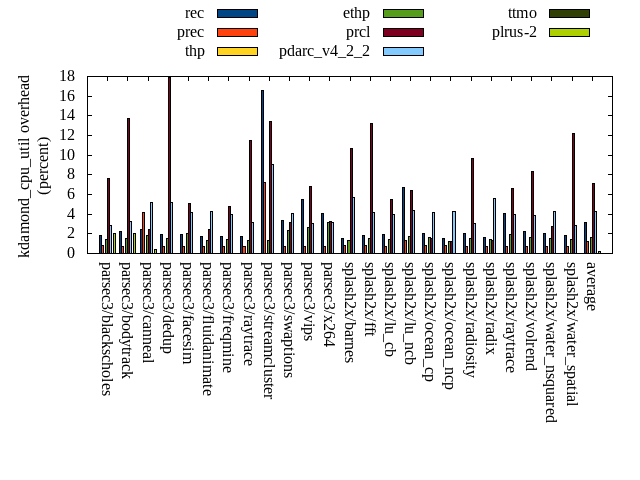 rec
prec
thp
ethp
prcl
pdarc_v4_2_2
ttmo
plrus-2
kdamond_cpu_util overhead
(percent)
18
16
14
12
10
8
6
4
2
0
parsec3/blackscholes
parsec3/bodytrack
parsec3/canneal
parsec3/dedup
parsec3/facesim
parsec3/fluidanimate
parsec3/freqmine
parsec3/raytrace
parsec3/streamcluster
parsec3/swaptions
parsec3/vips
parsec3/x264
splash2x/barnes
splash2x/fft
splash2x/lu_cb
splash2x/lu_ncb
splash2x/ocean_cp
splash2x/ocean_ncp
splash2x/radiosity
splash2x/radix
splash2x/raytrace
splash2x/volrend
splash2x/water_nsquared
splash2x/water_spatial
average